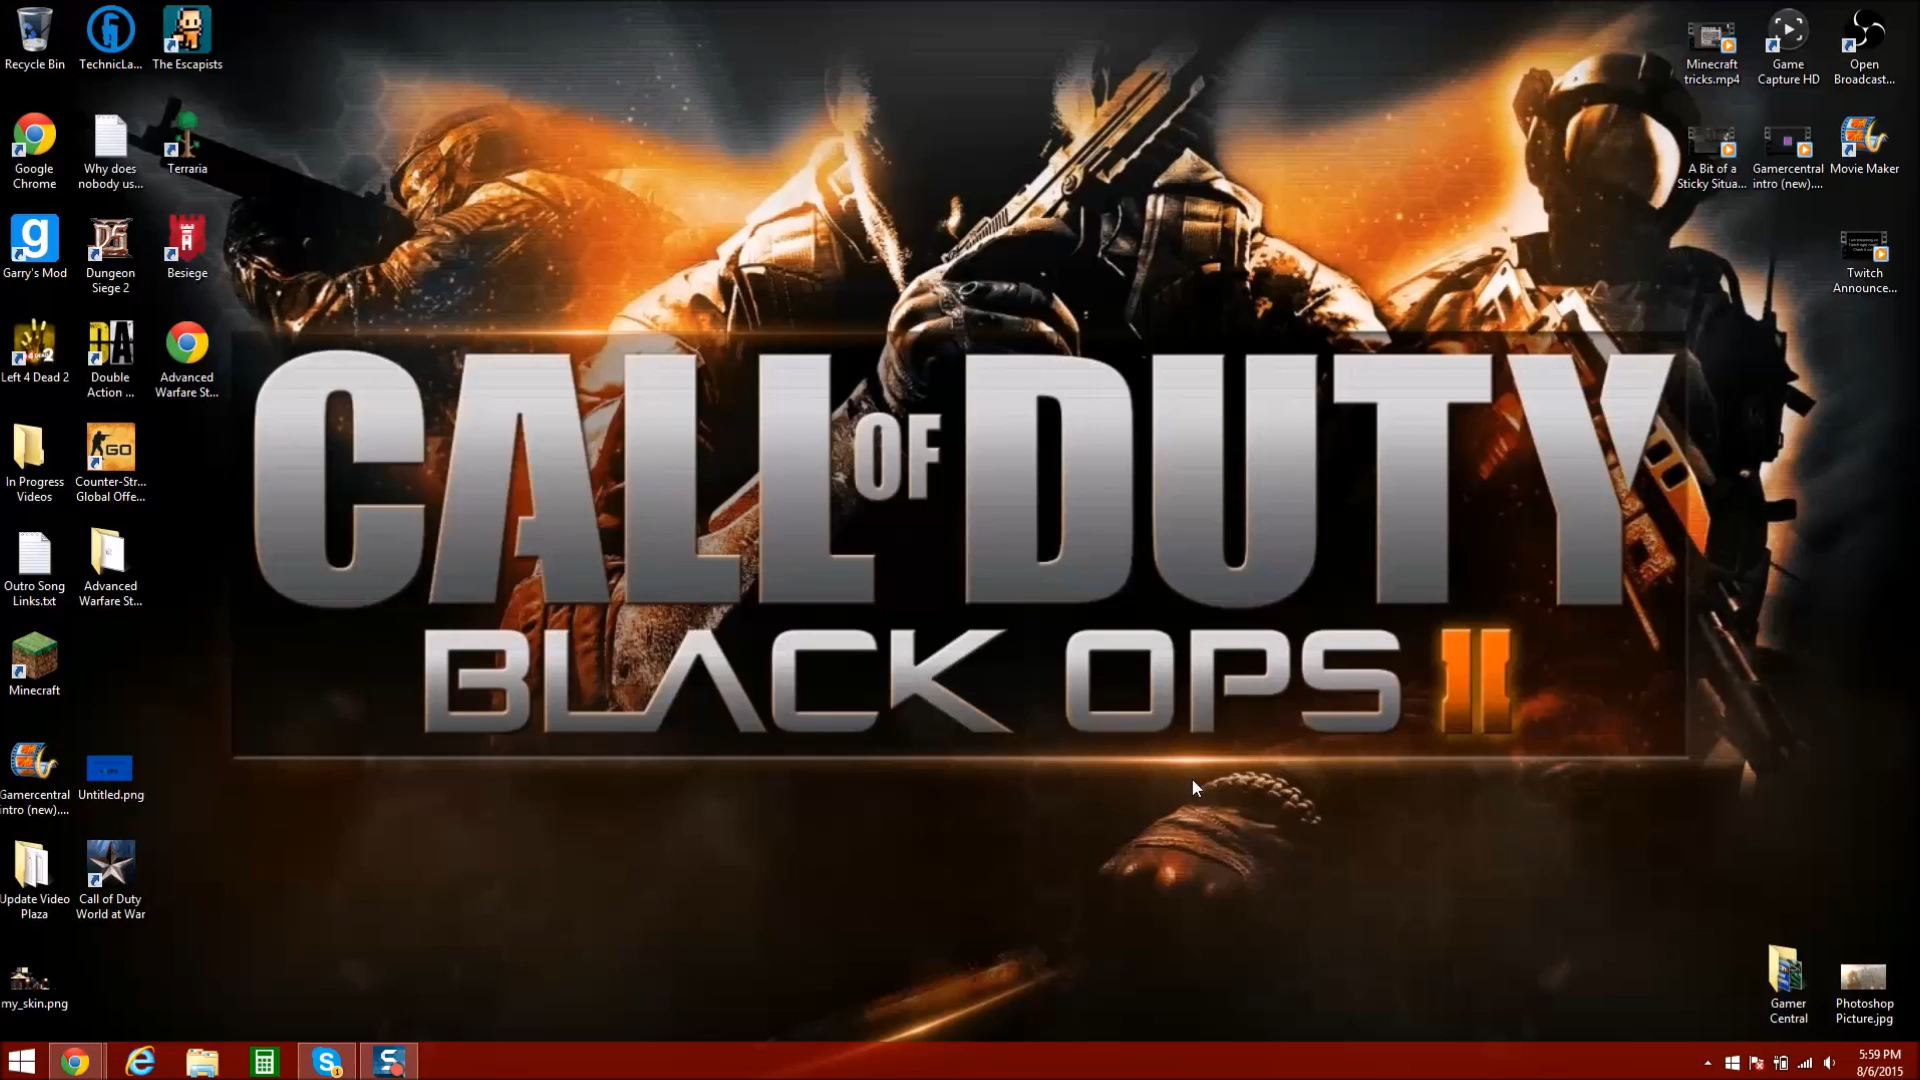 Recycle Bin
TechnicLa...
The Escapists
Google
Chrome
Why does
nobody us...
Terraria
Garry's Mod
Dungeon
Siege 2
Besiege
Left 4 Dead 2
Double
Action ...
Advanced
Warfare St...
In Progress
Videos
GO
Counter-Str...
Global Offe...
Outro Song
Links.txt
Advanced
Warfare St...
Minecraft
Gamercentral
intro (new)....
Untitled.png
Update Video
Plaza
Call of Duty
World at War
my_skin.png
CALL OF DUTY
BLACK OPS II
Minecraft
tricks.mp4
Game
Capture HD
Open
Broadcast...
A Bit of a
Sticky Situa...
Gamercentral
intro (new)....
Movie Maker
Twitch
Announce...
Gamer
Central
Photoshop
Picture.jpg
5:59 PM
8/6/2015